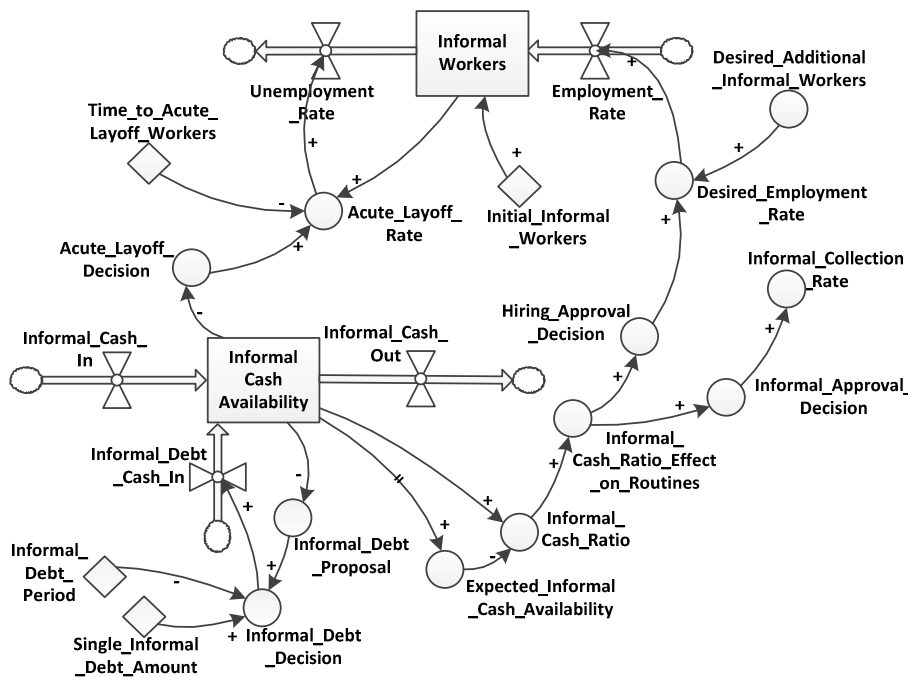 Informal
Workers
Unemployment
_Rate
Employment_
Rate
Desired_Additional
_Informal_Workers
Time_to_Acute_
Layoff_Workers
+
+
+
+
+
-
+
+
Acute_Layoff_
Rate
Initial_Informal
_Workers
Desired_Employment
_Rate
Acute_Layoff_
Decision
-
Informal_Collection
_Rate
Hiring_Approval
_Decision
Informal_Cash_
In
Informal_Cash_
Out
Informal
Cash
Availability
+
+
+
Informal_Approval_
Decision
Informal_Debt
_Cash_In
Informal_
Cash_Ratio_Effect
_on_Routines
-
+
+
+
+
-
Informal_
Cash_Ratio
Informal_Debt
_Proposal
Expected_Informal
_Cash_Availability
Informal_
Debt_
Period
-
+
+
Single_Informal
_Debt_Amount
Informal_Debt
_Decision